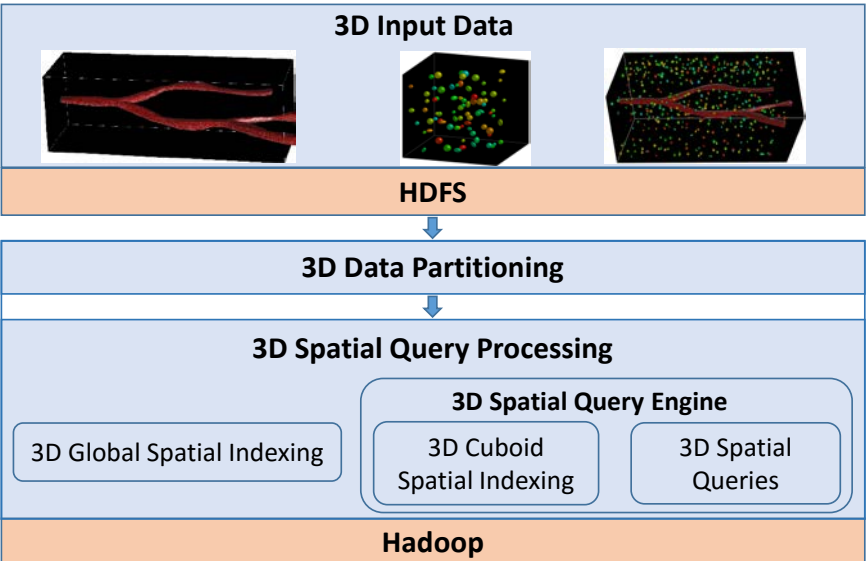 3D Input Data
HDFS
3D Data Partitioning
3D Spatial Query Processing
3D Spatial Query Engine
3D Global Spatial Indexing
3D Cuboid
Spatial Indexing
3D Spatial
Queries
Hadoop